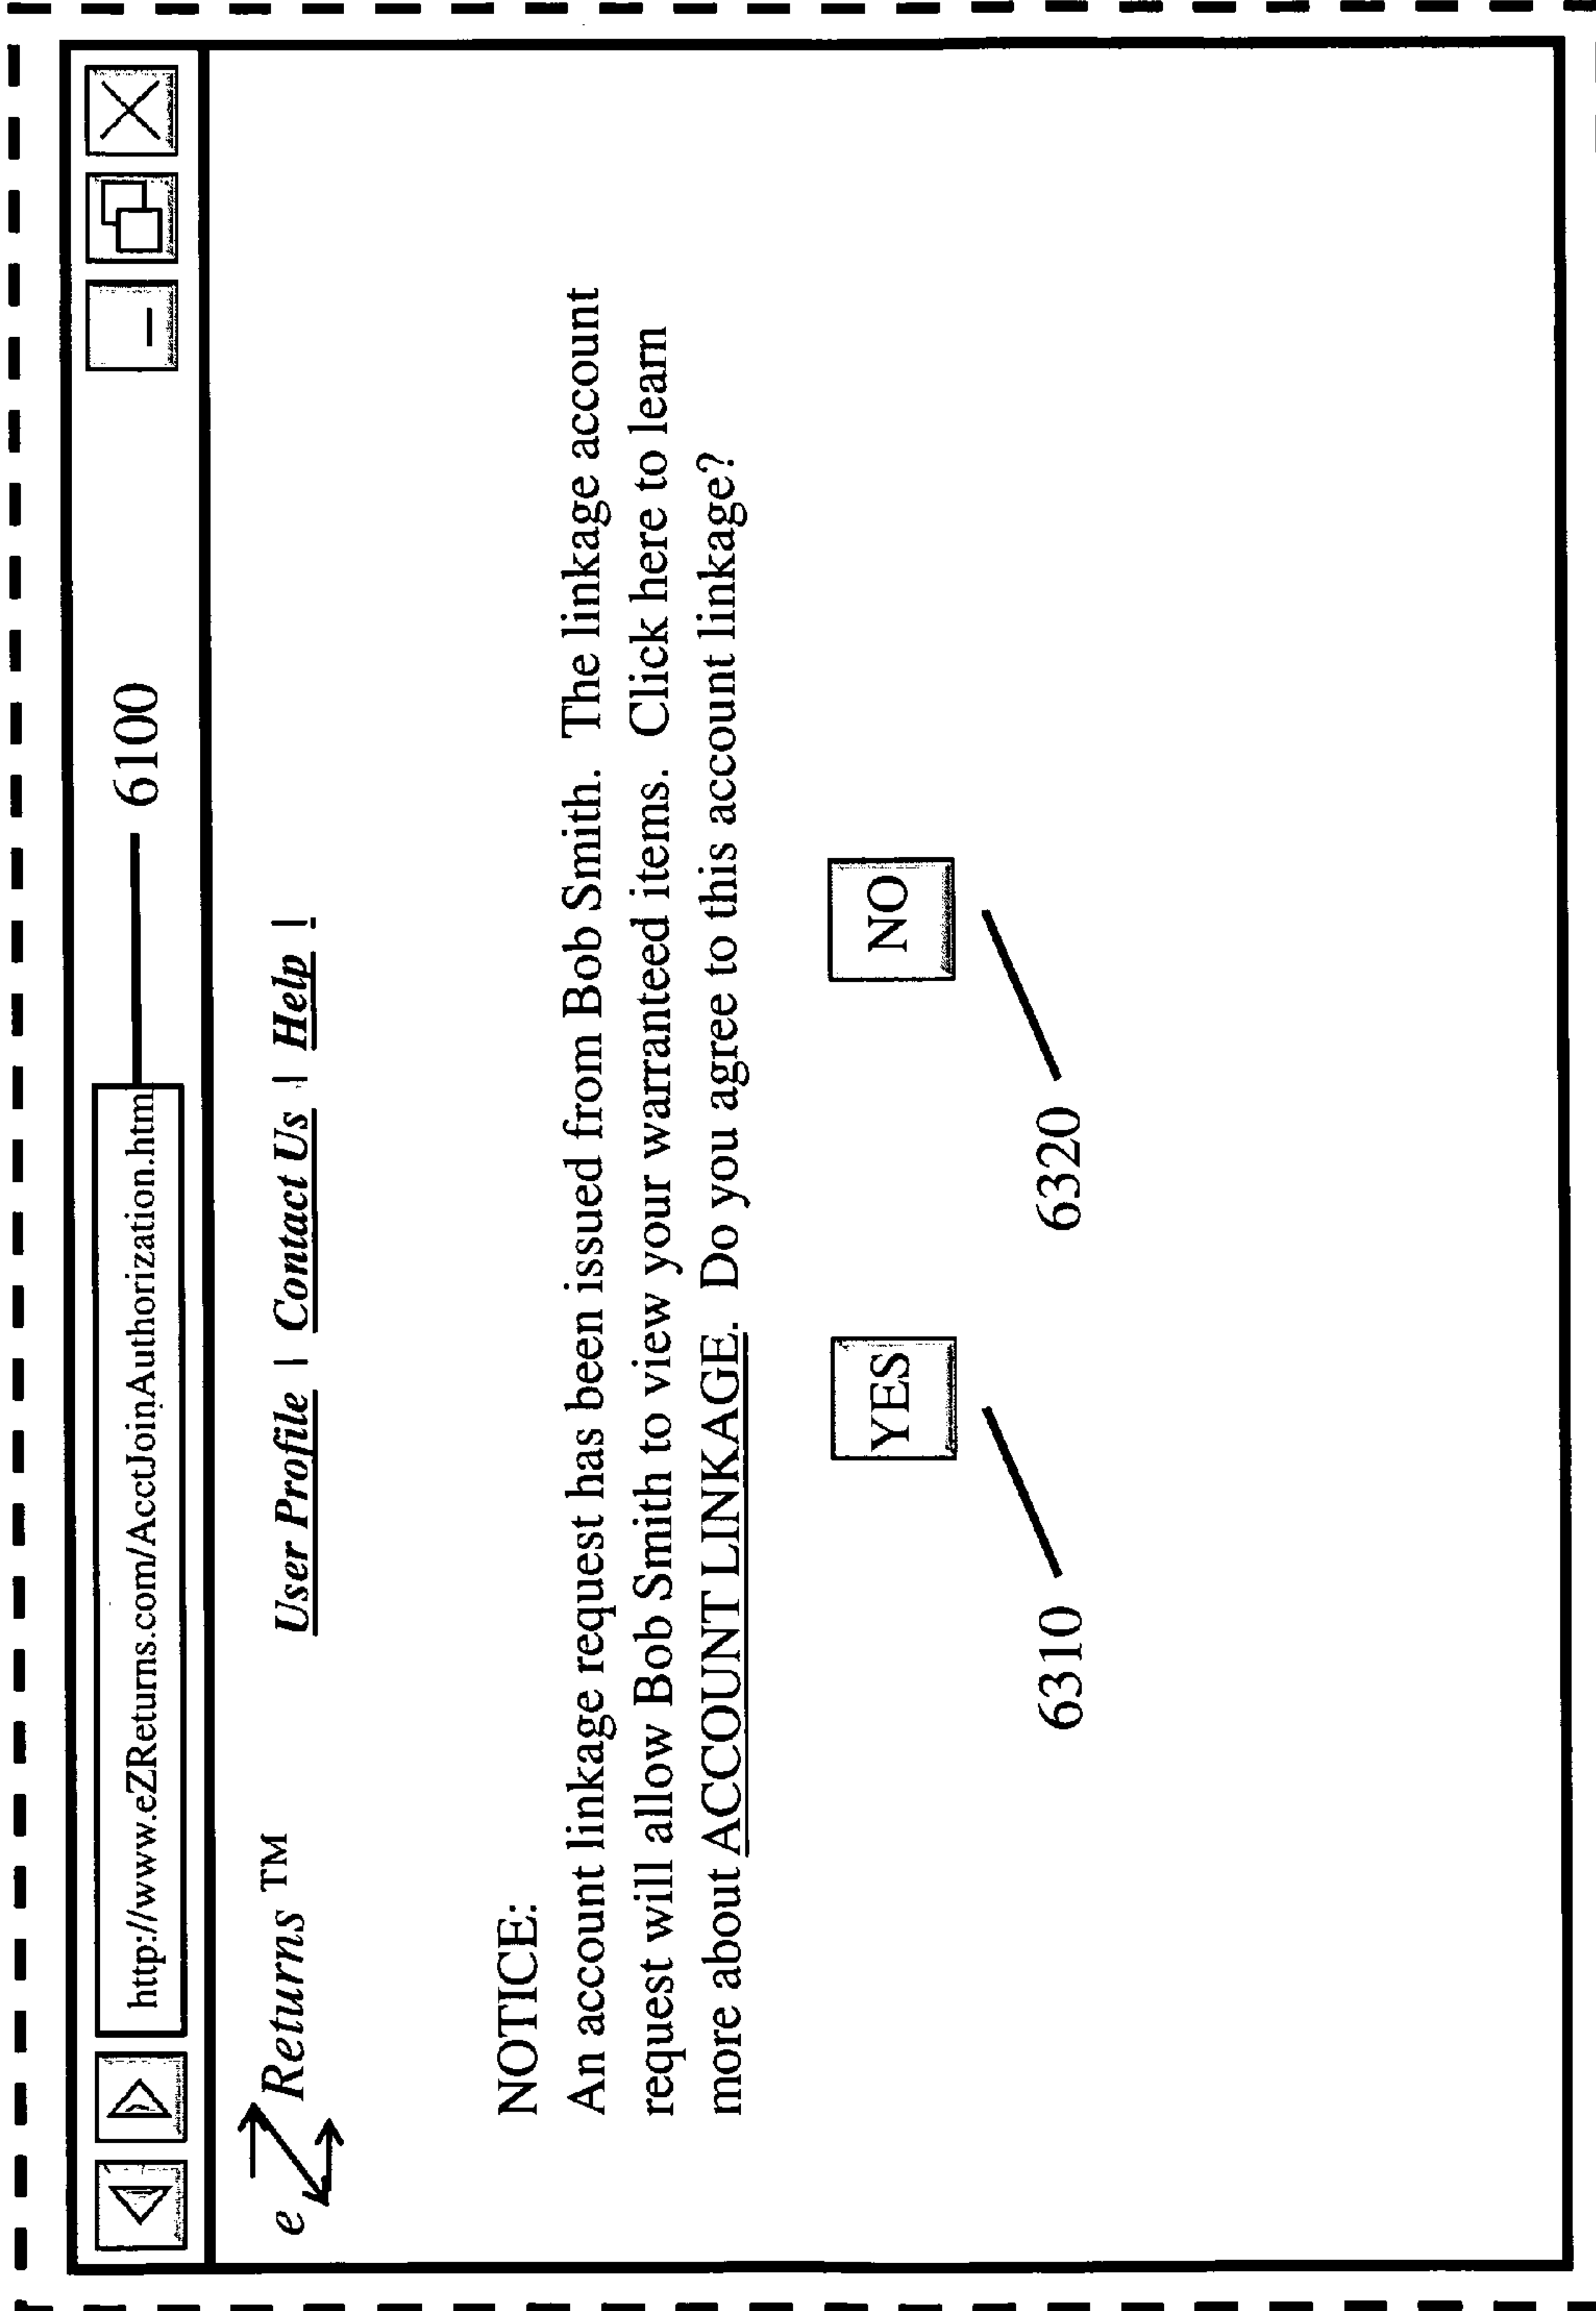 http://www.eZReturns.com/AcctJoinAuthorization.htm
6100
eZ Returns ™
User Profile | Contact Us | Help |
NOTICE:
An account linkage request has been issued from Bob Smith. The linkage account
request will allow Bob Smith to view your warranteed items. Click here to learn
more about ACCOUNT LINKAGE. Do you agree to this account linkage?
YES
NO
6310
6320